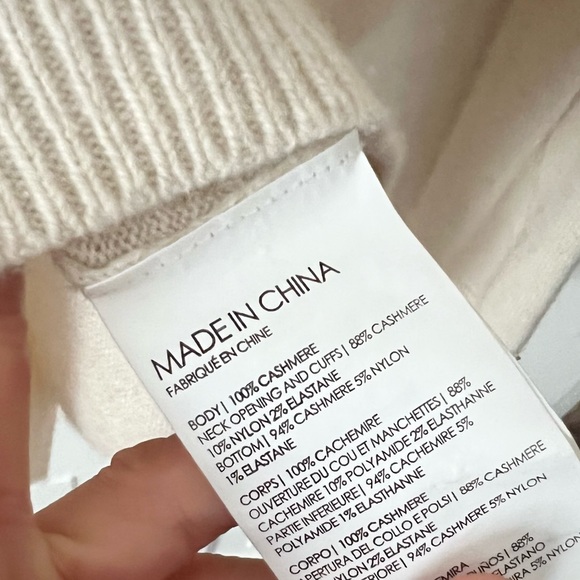 MADE IN CHINA
FABRIQUÉ EN CHINE
BODY | 100% CASHMERE
NECK OPENING AND CUFFS | 88% CASHMERE
10% NYLON 2% ELASTANE
BOTTOM | 94% CASHMERE 5% NYLON
1% ELASTANE
CORPS | 100% CACHEMIRE
OUVERTURE DU COU ET MANCHETTES | 88%
CACHEMIRE 10% POLYAMIDE 2% ELASTHANNE
PARTIE INFERIEURE | 94% CACHEMIRE 5%
POLYAMIDE 1% ELASTHANNE
CORPO | 100% CASHMERE
APERTURA DEL COLLO E POLSI | 88% CASHMERE
NYLON 2% ELASTANE
94% CASHMERE 5% NYLON
88%
5% NYLON